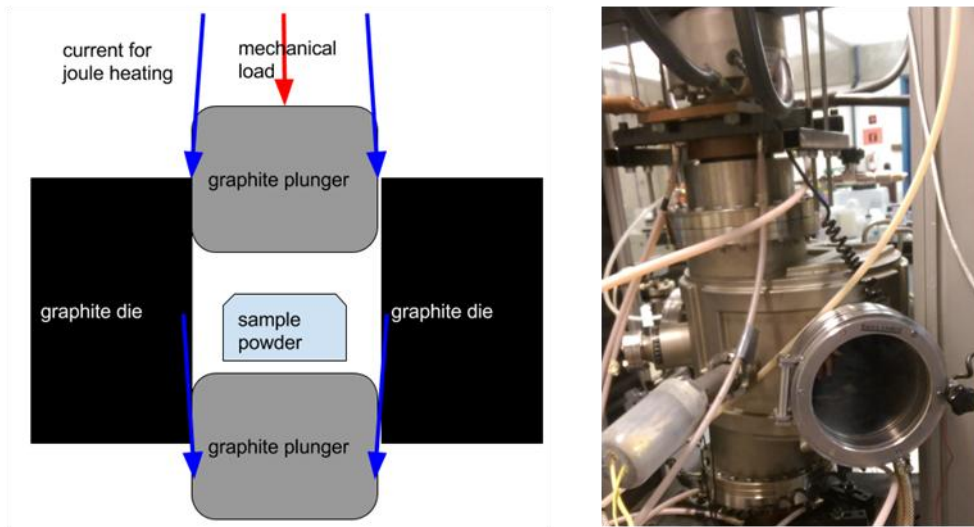 current for
joule heating
mechanical
load
graphite plunger
graphite die
sample
powder
graphite die
graphite plunger